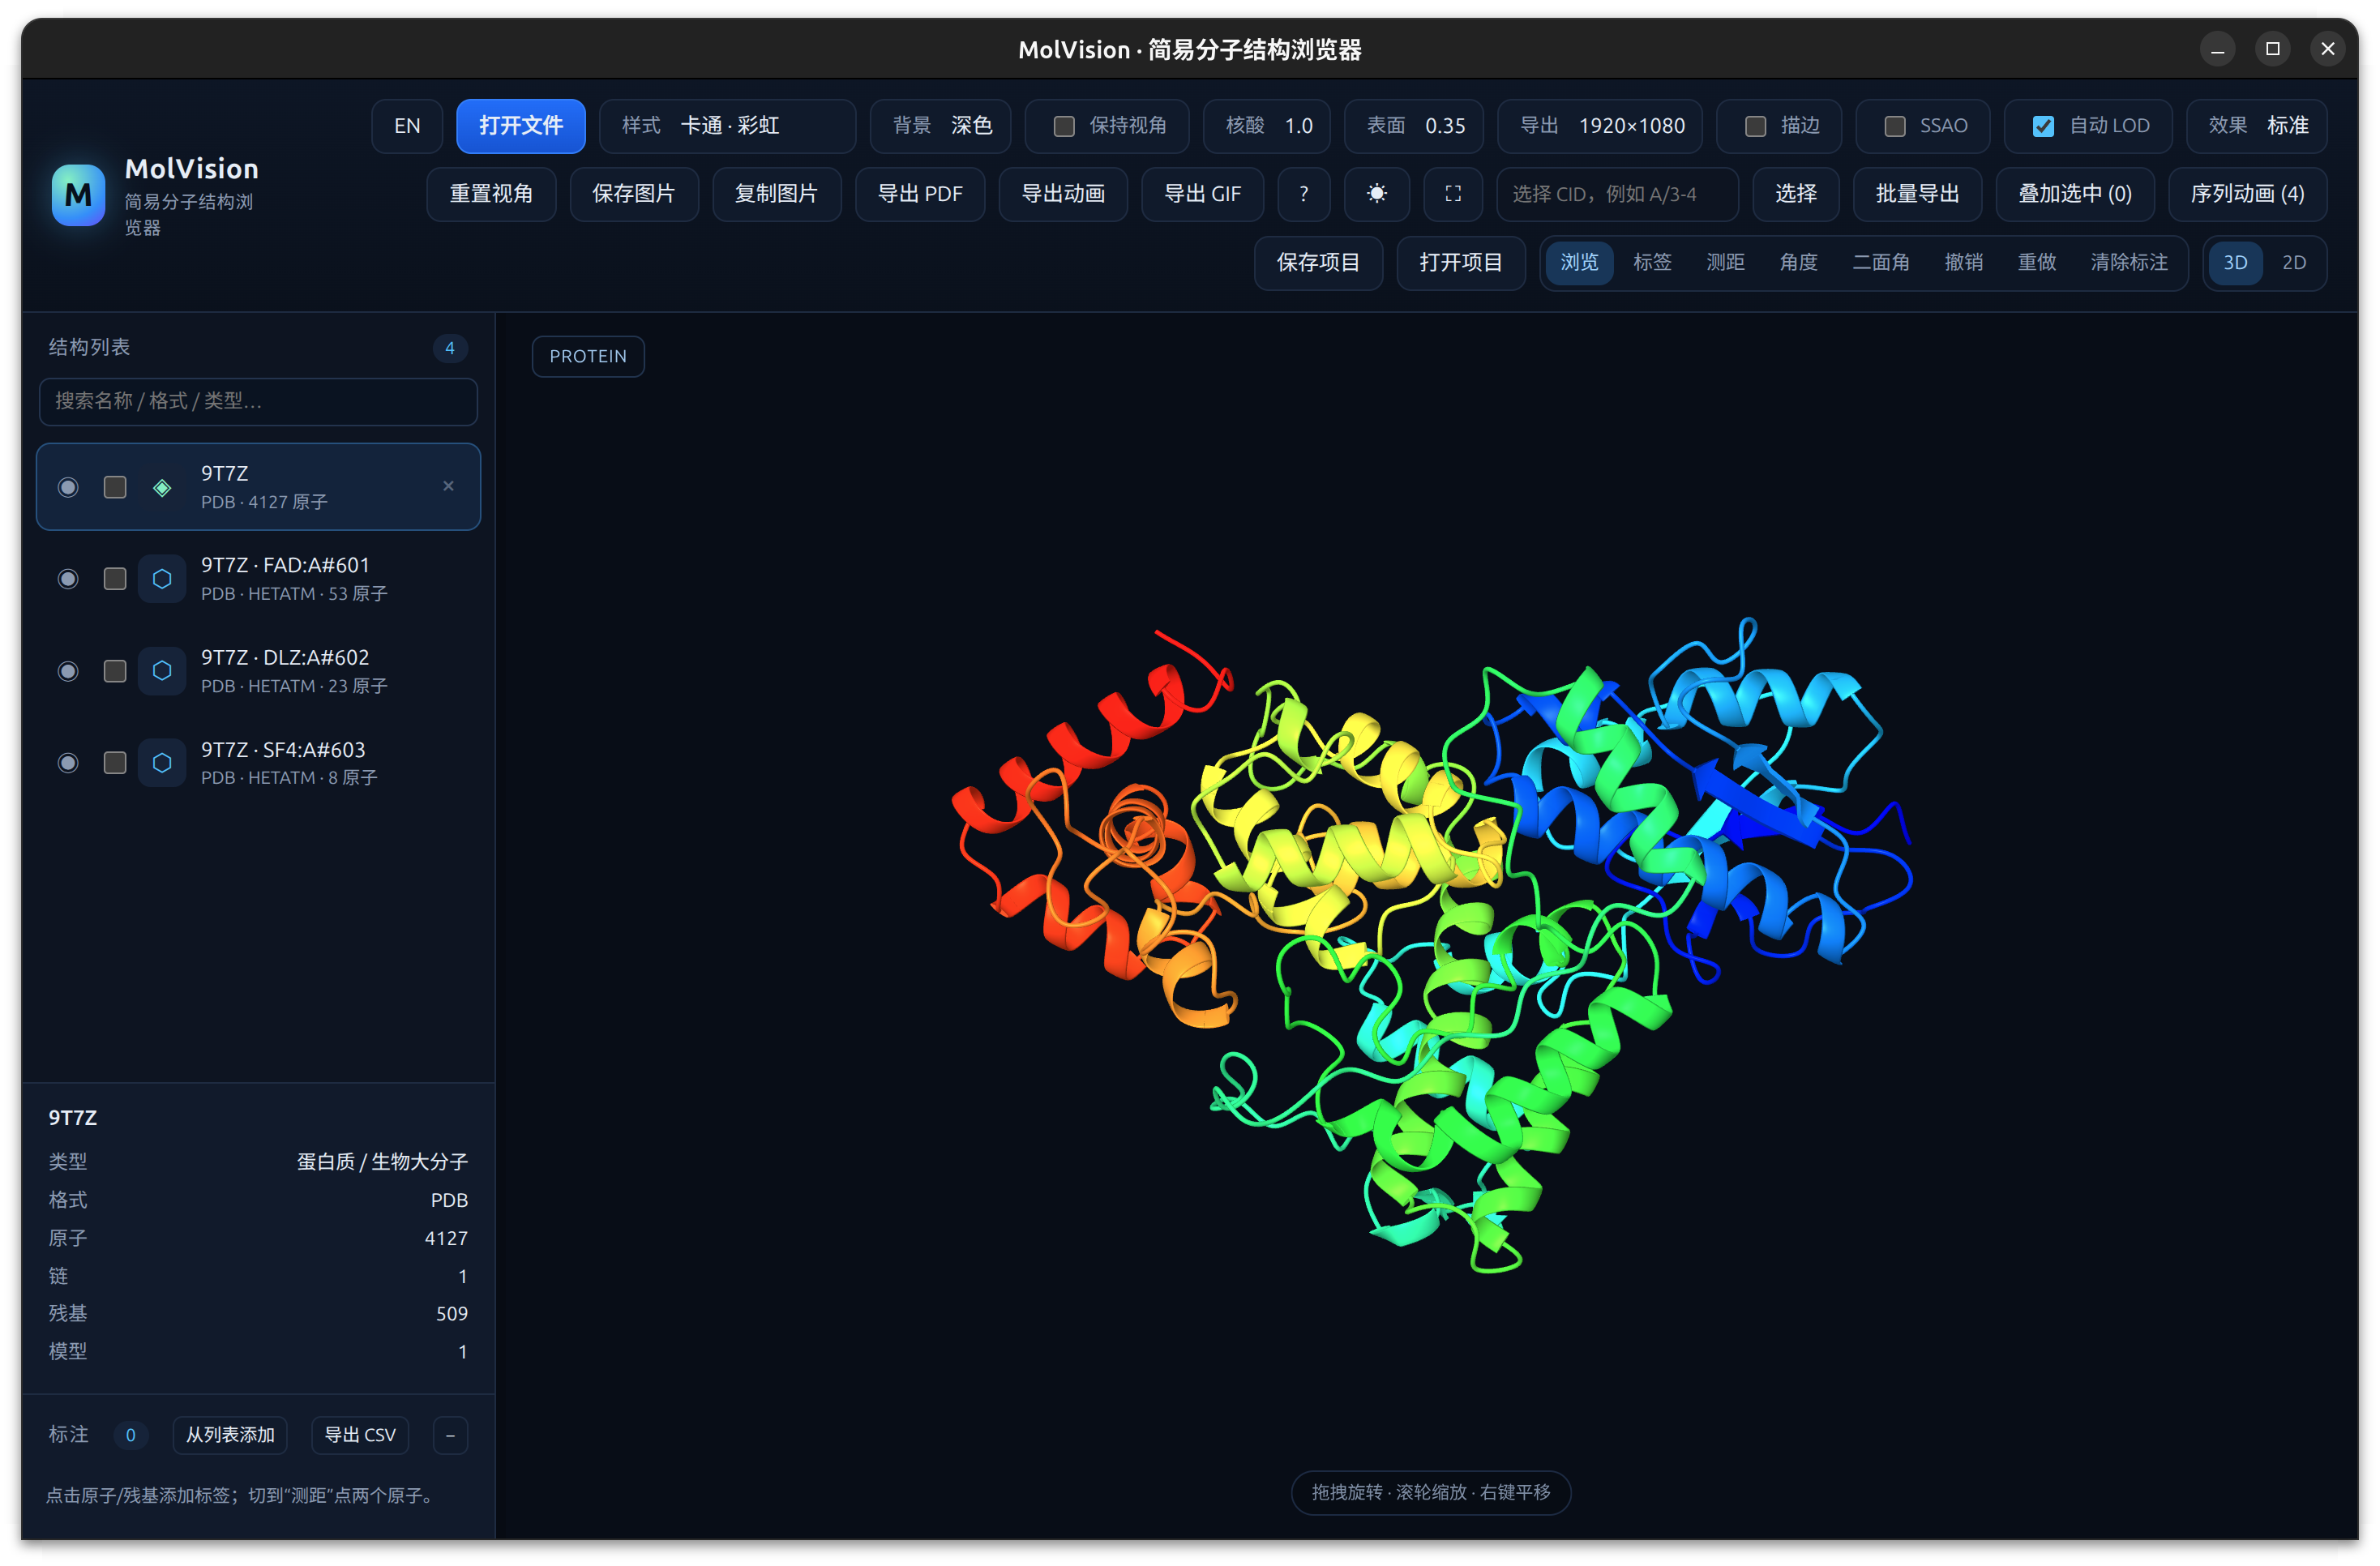 MolVision · 简易分子结构浏览器
M
MolVision
简易分子结构浏
览器
EN 打开文件 样式 卡通 · 彩虹 背景 深色 保持视角 核酸 1.0 表面 0.35 导出 1920×1080 描边 SSAO 自动 LOD 效果 标准
重置视角 保存图片 复制图片 导出 PDF 导出动画 导出 GIF ? 选择 CID，例如 A/3-4 选择 批量导出 叠加选中 (0) 序列动画 (4)
保存项目 打开项目 浏览 标签 测距 角度 二面角 撤销 重做 清除标注 3D 2D
结构列表 4
搜索名称 / 格式 / 类型…
9T7Z
PDB · 4127 原子
9T7Z · FAD:A#601
PDB · HETATM · 53 原子
9T7Z · DLZ:A#602
PDB · HETATM · 23 原子
9T7Z · SF4:A#603
PDB · HETATM · 8 原子
PROTEIN
9T7Z
类型 蛋白质 / 生物大分子
格式 PDB
原子 4127
链 1
残基 509
模型 1
标注 0 从列表添加 导出 CSV –
点击原子/残基添加标签；切到“测距”点两个原子。
拖拽旋转 · 滚轮缩放 · 右键平移